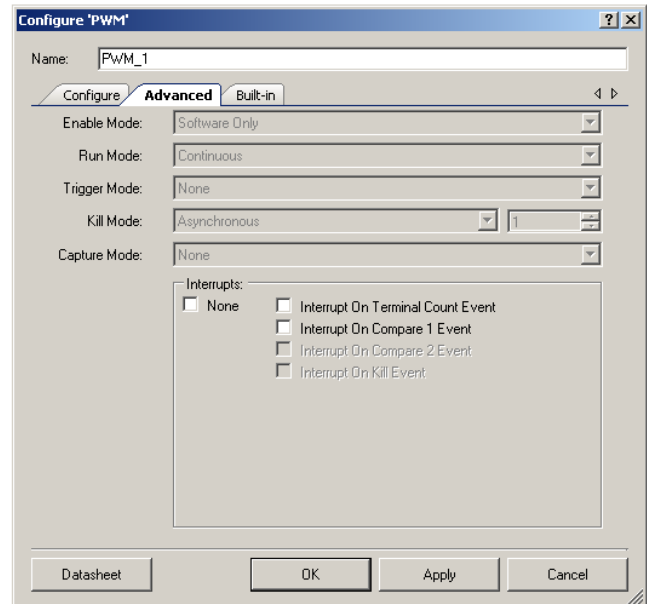 Configure 'PWM'
Name: PWM_1
Configure Advanced Built-in
Enable Mode: Software Only
Run Mode: Continuous
Trigger Mode: None
Kill Mode: Asynchronous 1
Capture Mode: None
Interrupts:
None Interrupt On Terminal Count Event
Interrupt On Compare 1 Event
Interrupt On Compare 2 Event
Interrupt On Kill Event
Datasheet OK Apply Cancel